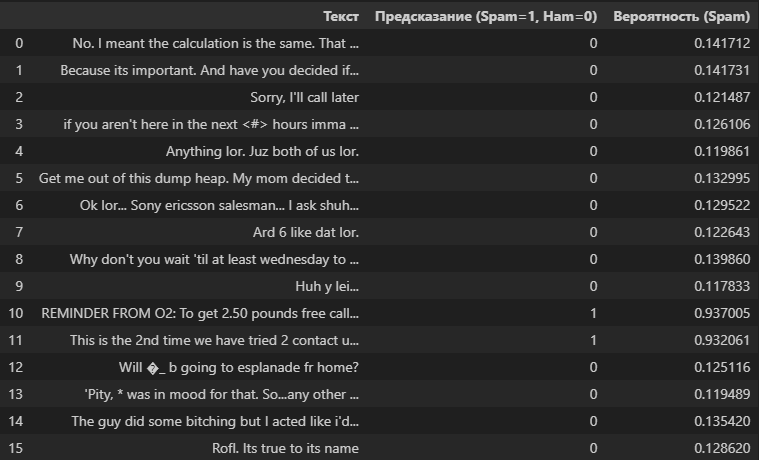 Текст Предсказание (Spam=1, Ham=0) Вероятность (Spam)
0 No. I meant the calculation is the same. That ... 0 0.141712
1 Because its important. And have you decided if... 0 0.141731
2 Sorry, I'll call later 0 0.121487
3 if you aren't here in the next <#> hours imma ... 0 0.126106
4 Anything lor. Juz both of us lor. 0 0.119861
5 Get me out of this dump heap. My mom decided t... 0 0.132995
6 Ok lor... Sony ericsson salesman... I ask shuh... 0 0.129522
7 Ard 6 like dat lor. 0 0.122643
8 Why don't you wait 'til at least wednesday to ... 0 0.139860
9 Huh y lei... 0 0.117833
10 REMINDER FROM O2: To get 2.50 pounds free call... 1 0.937005
11 This is the 2nd time we have tried 2 contact u... 1 0.932061
12 Will �_ b going to esplanade fr home? 0 0.125116
13 'Pity, * was in mood for that. So...any other ... 0 0.119489
14 The guy did some bitching but I acted like i'd... 0 0.135420
15 Rofl. Its true to its name 0 0.128620